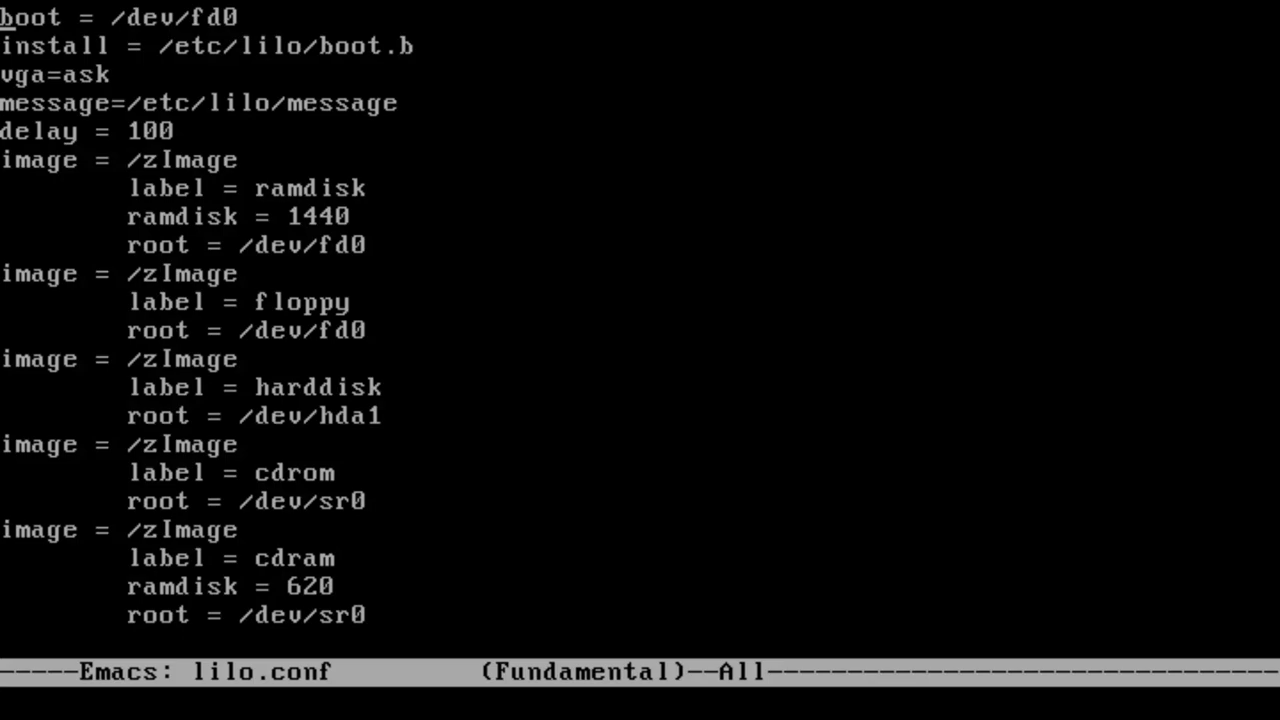 boot = /dev/fd0
install = /etc/lilo/boot.b
vga=ask
message=/etc/lilo/message
delay = 100
image = /zImage
        label = ramdisk
        ramdisk = 1440
        root = /dev/fd0
image = /zImage
        label = floppy
        root = /dev/fd0
image = /zImage
        label = harddisk
        root = /dev/hda1
image = /zImage
        label = cdrom
        root = /dev/sr0
image = /zImage
        label = cdram
        ramdisk = 620
        root = /dev/sr0
-----Emacs: lilo.conf          (Fundamental)--All---------------------------------